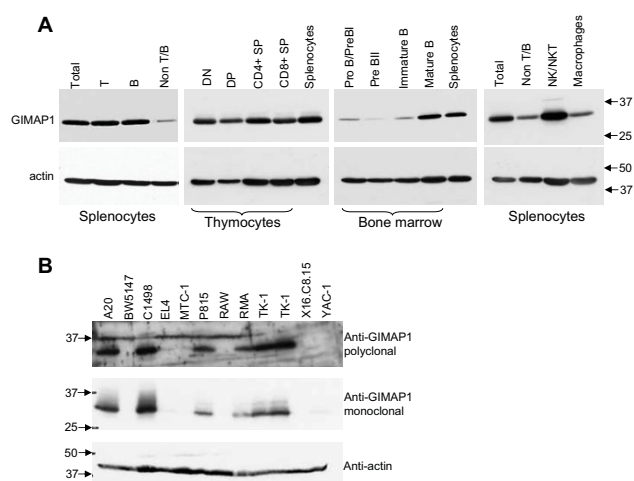 A
Total
T
B
Non T/B
DN
DP
CD4+ SP
CD8+ SP
Splenocytes
Pro B/PreBI
Pre BII
Immature B
Mature B
Splenocytes
Total
Non T/B
NK/NKT
Macrophages
GIMAP1
37
25
actin
50
37
Splenocytes
Thymocytes
Bone marrow
Splenocytes
B
A20
BW5147
C1498
EL4
MTC-1
P815
RAW
RMA
TK-1
TK-1
X16.C8.15
YAC-1
37
Anti-GIMAP1
polyclonal
37
25
Anti-GIMAP1
monoclonal
50
37
Anti-actin